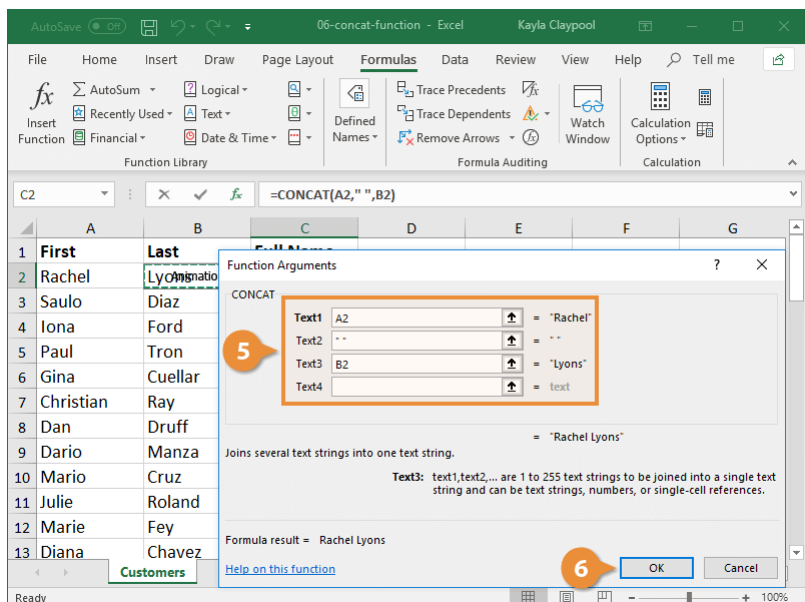 AutoSave Off 06-concat-function - Excel Kayla Claypool
File Home Insert Draw Page Layout Formulas Data Review View Help Tell me
fx
Insert Function
AutoSum
Recently Used
Financial
Logical
Text
Date & Time
Function Library
Defined Names
Trace Precedents
Trace Dependents
Remove Arrows
fx
fx
Formula Auditing
Watch Window
Calculation Options
Calculation
C2 fx =CONCAT(A2," ",B2)
A B C D E F G
1 First Last Full Name
2 Rachel Lyons
3 Saulo Diaz
4 Iona Ford
5 Paul Tron
6 Gina Cuellar
7 Christian Ray
8 Dan Druff
9 Dario Manza
10 Mario Cruz
11 Julie Roland
12 Marie Fey
13 Diana Chavez
Animatio
Function Arguments ?
CONCAT
5
Text1 A2 = "Rachel"
Text2 " " = " "
Text3 B2 = "Lyons"
Text4 = text
= "Rachel Lyons"
Joins several text strings into one text string.
Text3: text1,text2,... are 1 to 255 text strings to be joined into a single text
string and can be text strings, numbers, or single-cell references.
Formula result = Rachel Lyons
Help on this function
6
OK Cancel
Customers
Ready 100%